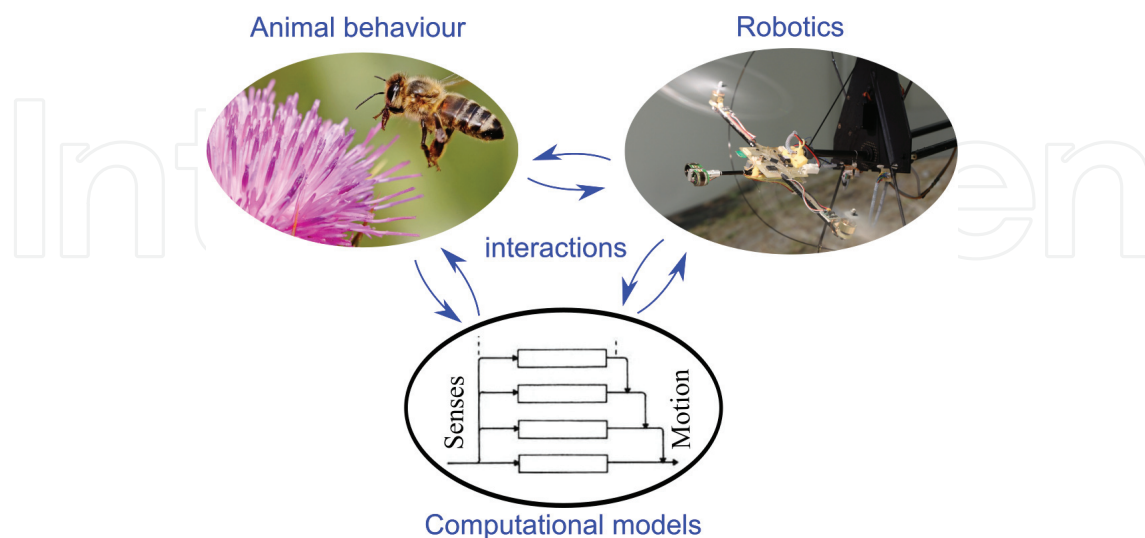 Animal behaviour
Robotics
interactions
Senses
Motion
Computational models